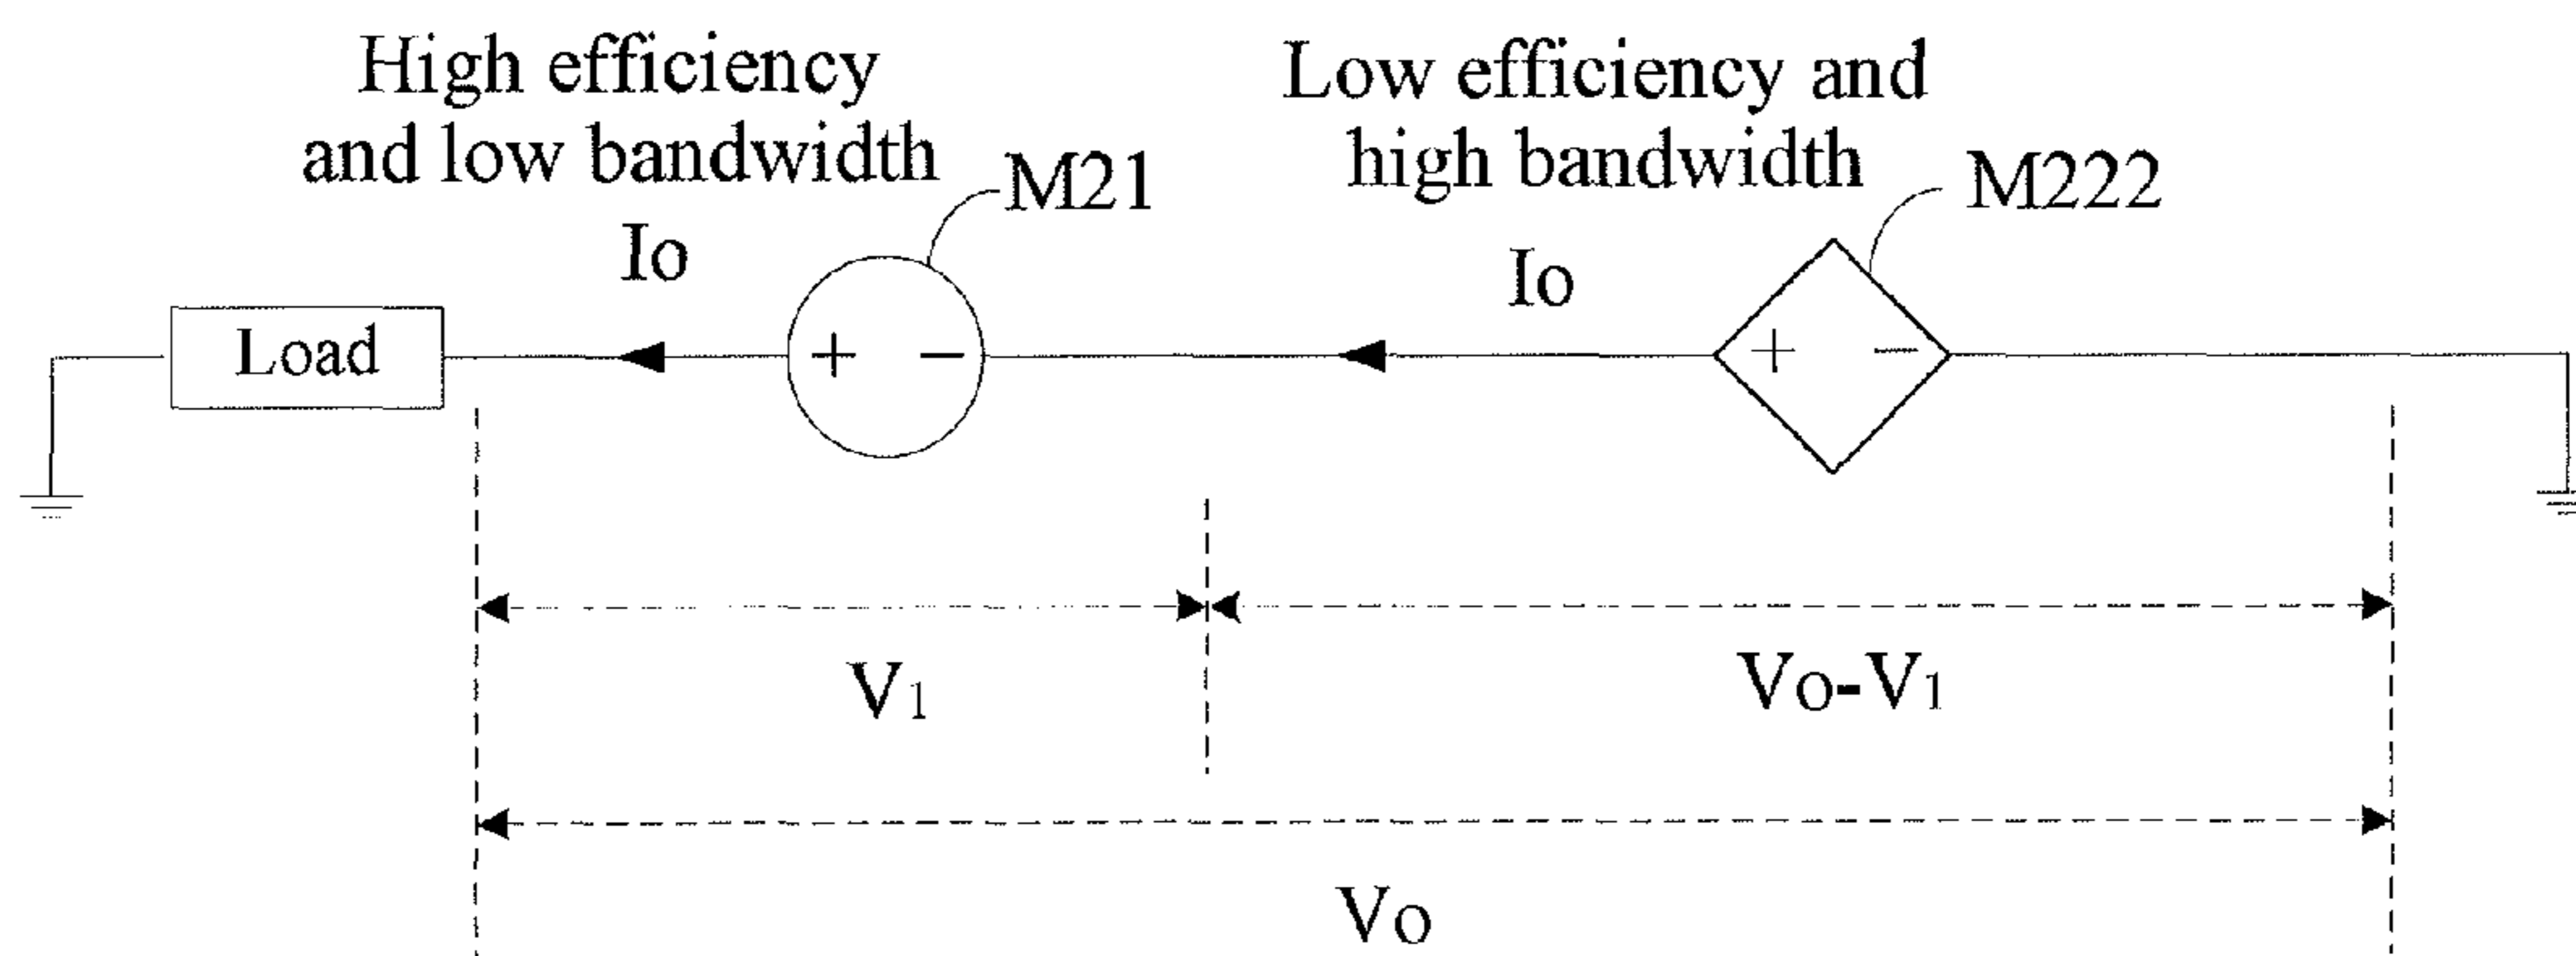 High efficiency
and low bandwidth
Low efficiency and
high bandwidth
M21
M222
Io
Io
Load
+ −
+ −
V1
Vo-V1
Vo